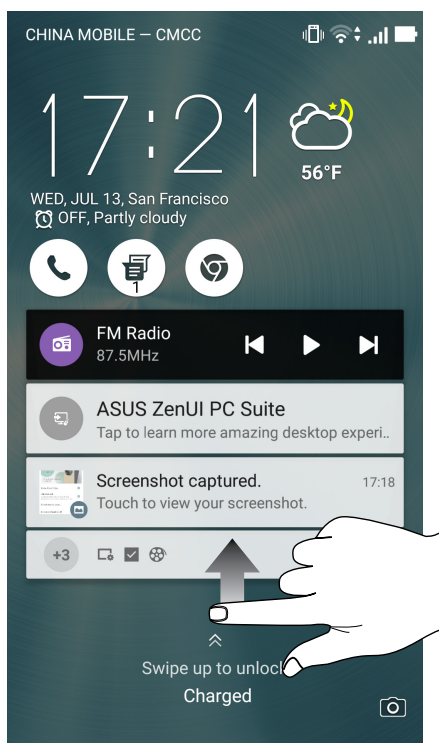 CHINA MOBILE — CMCC
17:21
56°F
WED, JUL 13, San Francisco
OFF, Partly cloudy
1
FM Radio
87.5MHz
ASUS ZenUI PC Suite
Tap to learn more amazing desktop experi..
Screenshot captured. 17:18
Touch to view your screenshot.
+3
Swipe up to unlock
Charged